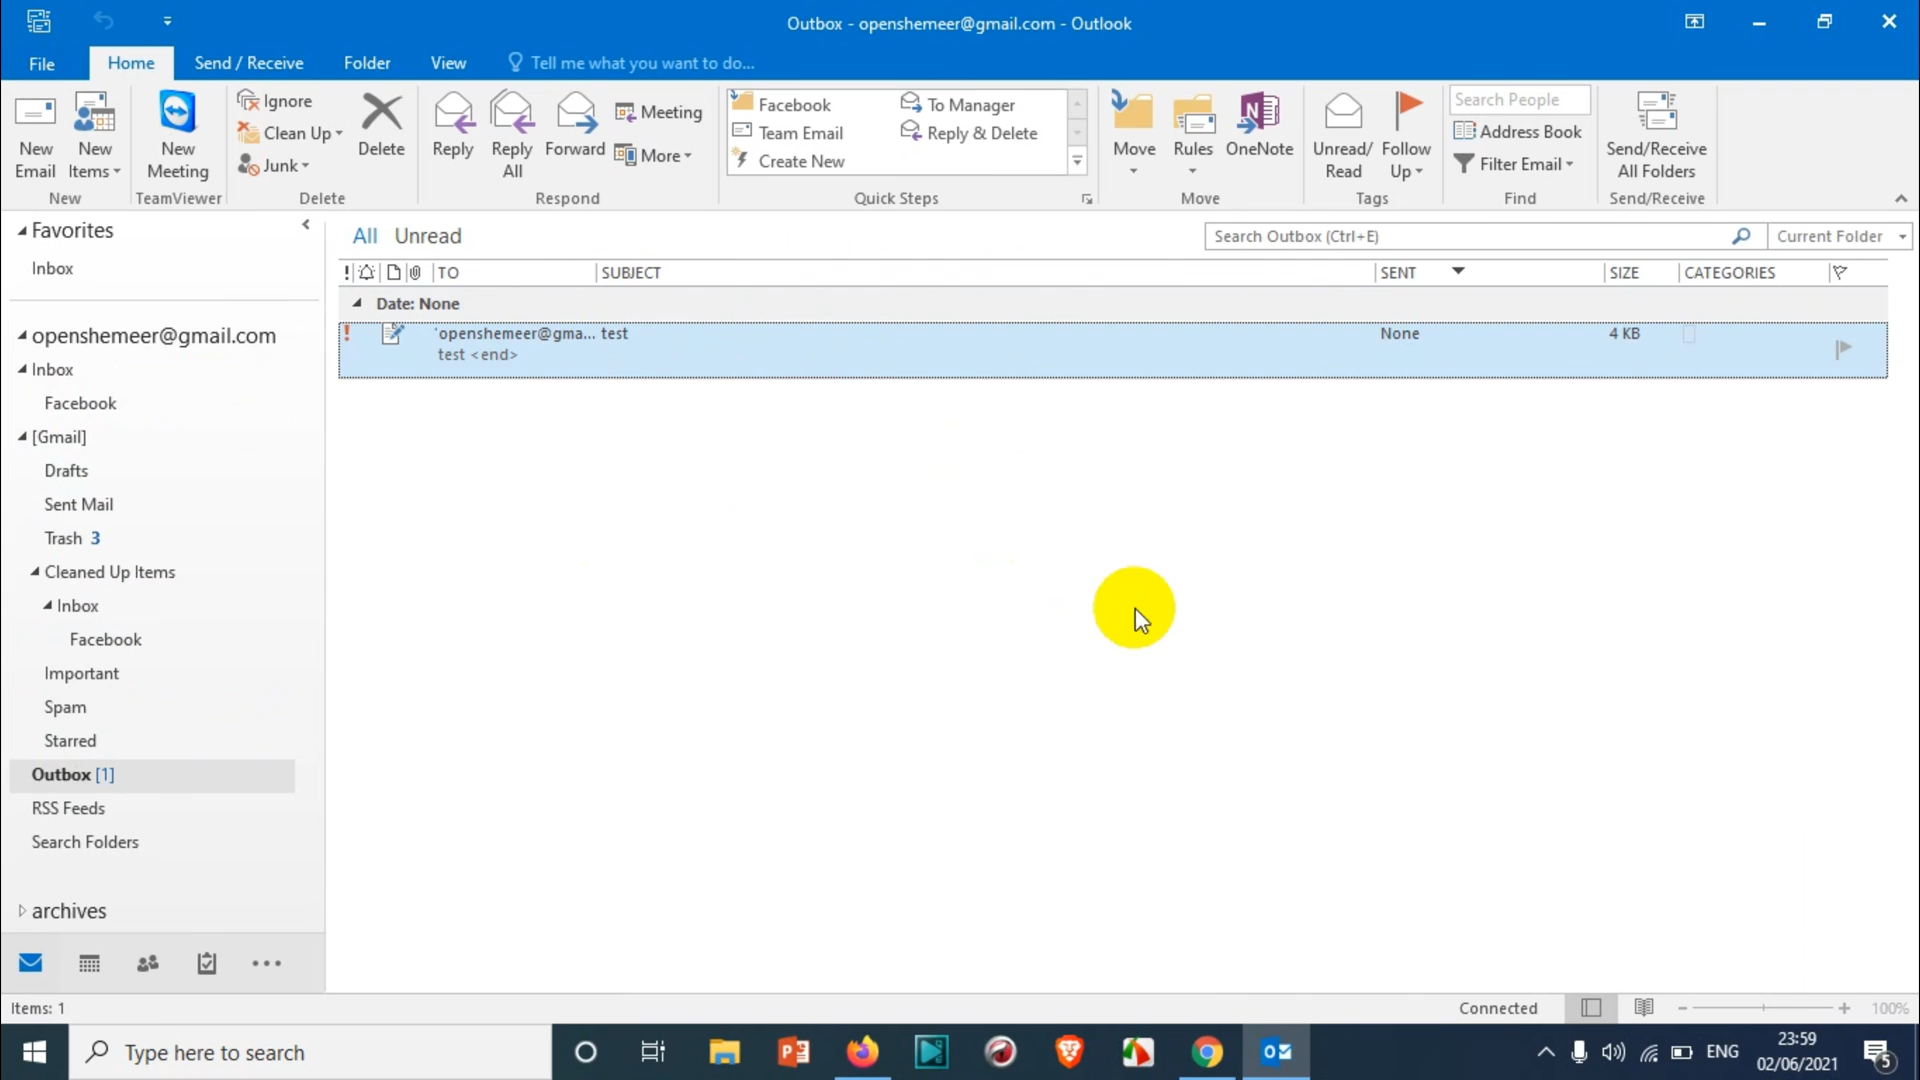 Outbox - openshemeer@gmail.com - Outlook
File Home Send / Receive Folder View Tell me what you want to do...
New Email
New Items
New
New Meeting
TeamViewer
Ignore
Clean Up
Junk
Delete
Delete
Reply
Reply All
Forward
Meeting
More
Respond
Facebook
Team Email
Create New
To Manager
Reply & Delete
Quick Steps
Move
Rules
OneNote
Move
Unread/ Read
Follow Up
Tags
Search People
Address Book
Filter Email
Find
Send/Receive All Folders
Send/Receive
Favorites
Inbox
openshemeer@gmail.com
Inbox
Facebook
[Gmail]
Drafts
Sent Mail
Trash 3
Cleaned Up Items
Inbox
Facebook
Important
Spam
Starred
Outbox [1]
RSS Feeds
Search Folders
archives
All Unread
Search Outbox (Ctrl+E)
Current Folder
! TO SUBJECT SENT SIZE CATEGORIES
Date: None
! 'openshemeer@gma... test None 4 KB
test <end>
Items: 1
Connected
100%
Type here to search
ENG
23:59
02/06/2021
5